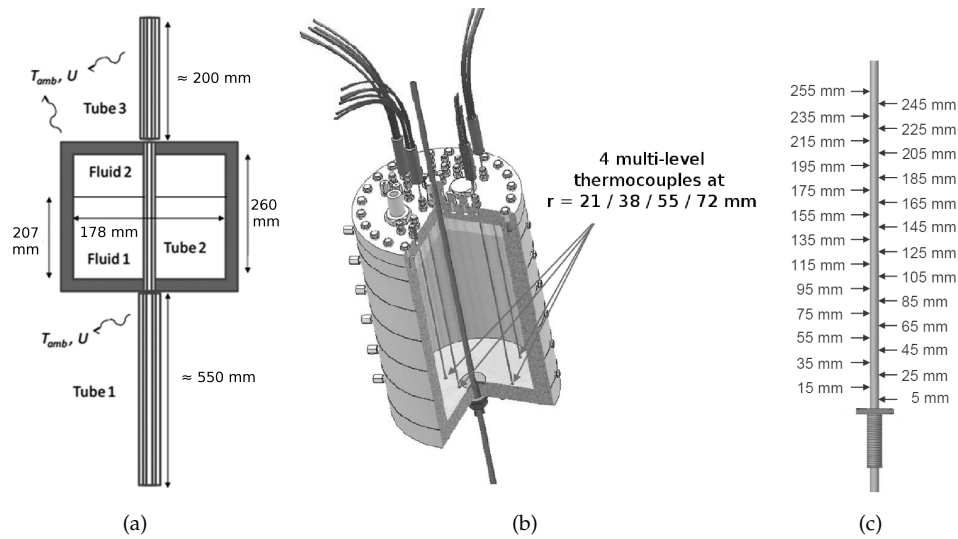 T_amb, U
≈ 200 mm
Tube 3
Fluid 2
260
mm
207
mm
178 mm
Tube 2
Fluid 1
T_amb, U
≈ 550 mm
Tube 1
(a)
4 multi-level
thermocouples at
r = 21 / 38 / 55 / 72 mm
(b)
255 mm
245 mm
235 mm
225 mm
215 mm
205 mm
195 mm
185 mm
175 mm
165 mm
155 mm
145 mm
135 mm
125 mm
115 mm
105 mm
95 mm
85 mm
75 mm
65 mm
55 mm
45 mm
35 mm
25 mm
15 mm
5 mm
(c)